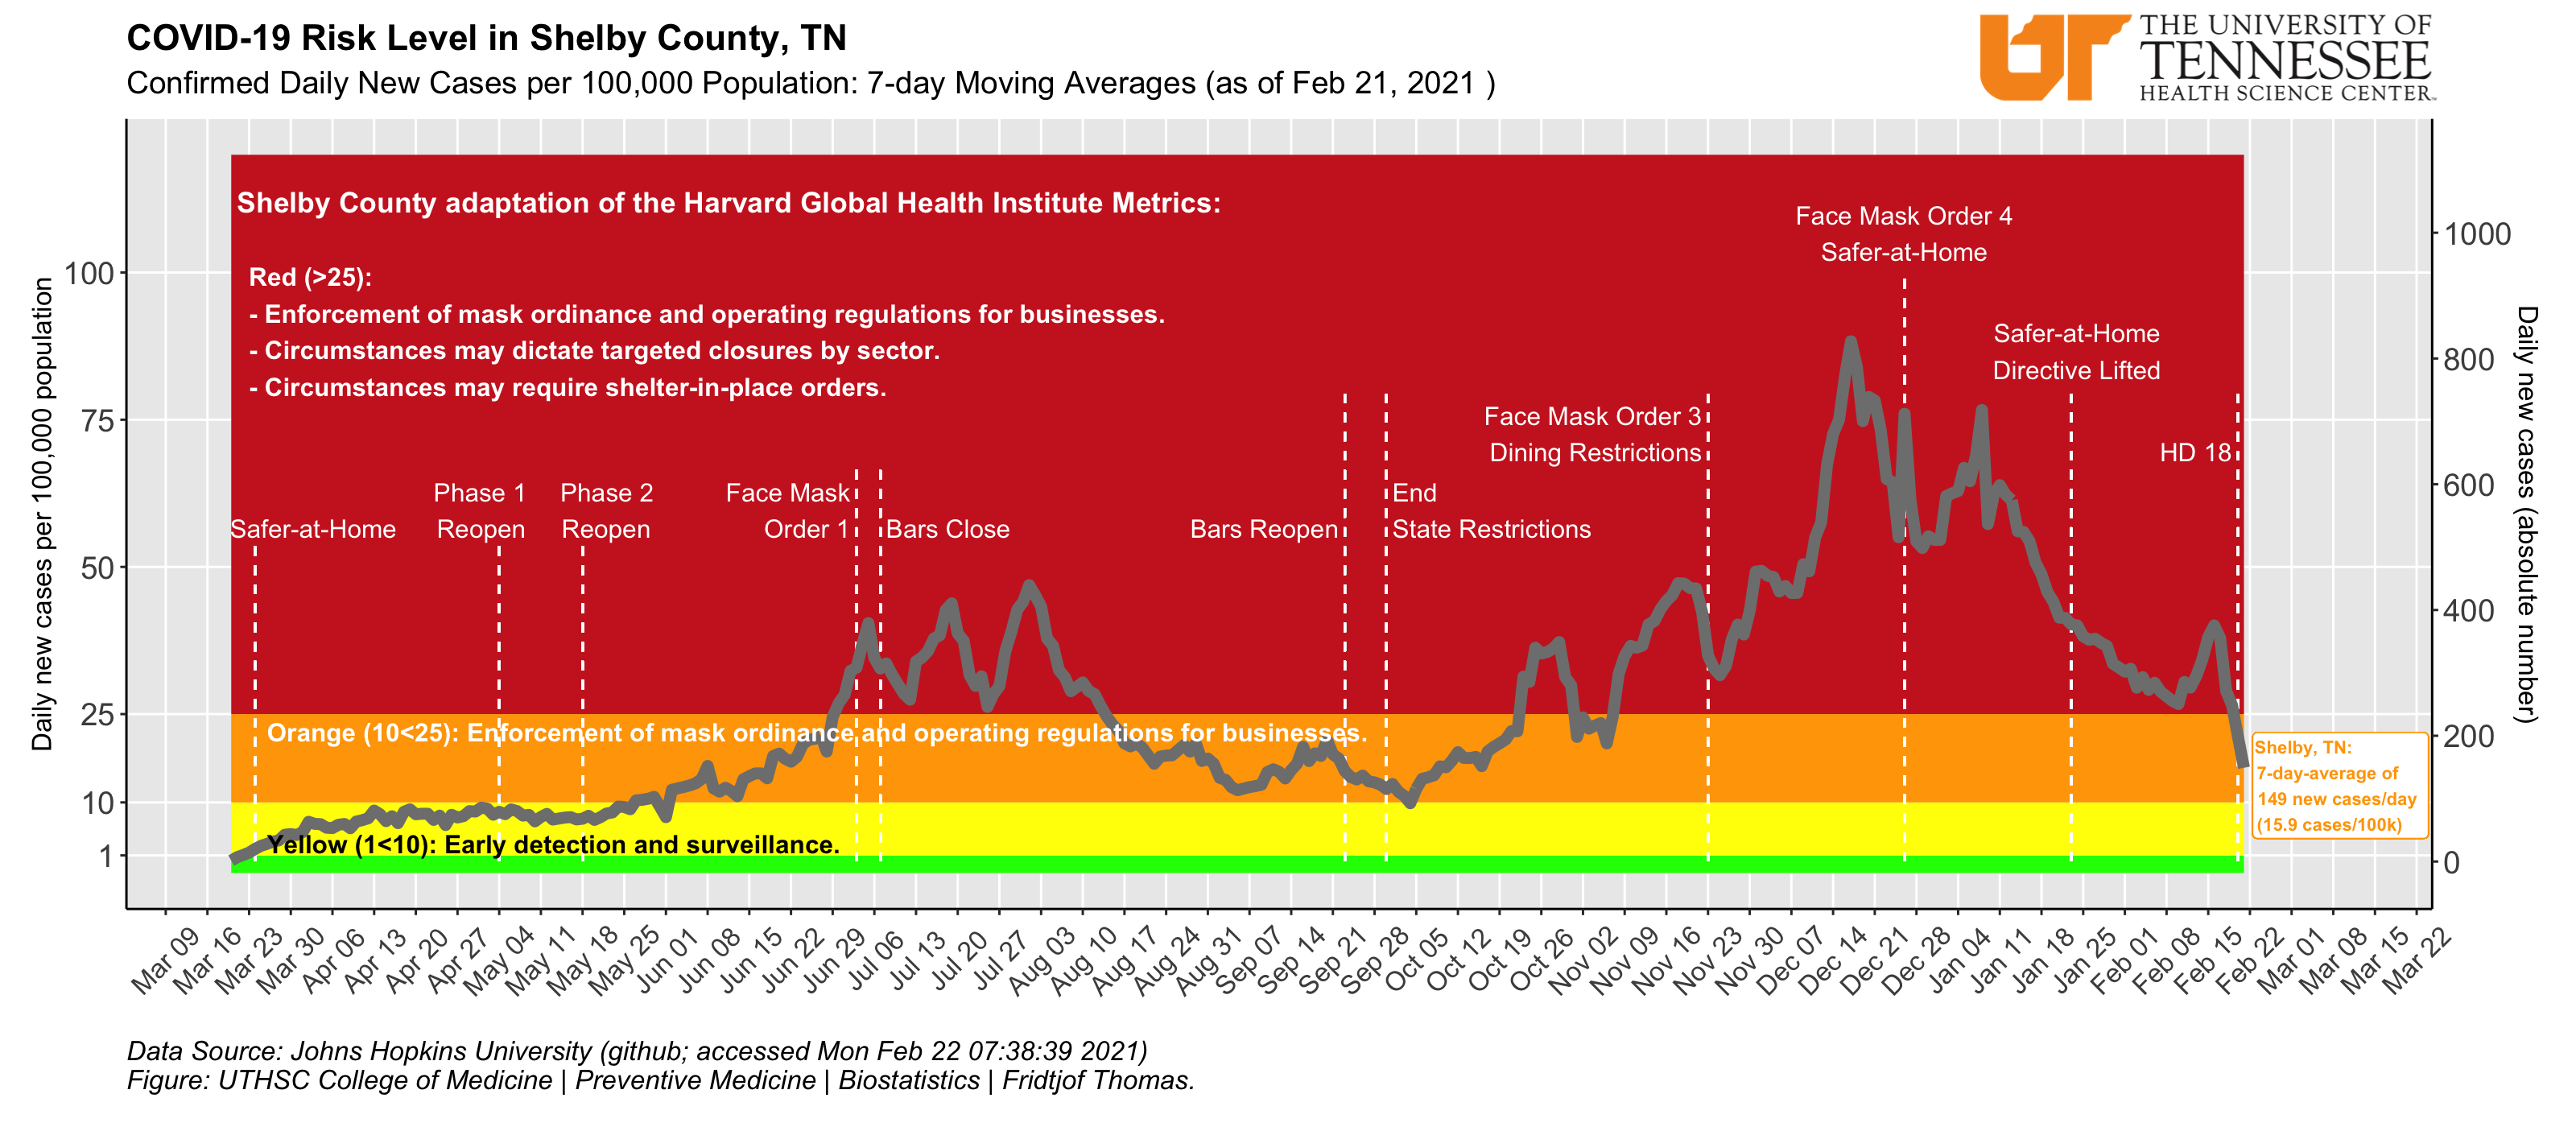 COVID-19 Risk Level in Shelby County, TN
Confirmed Daily New Cases per 100,000 Population: 7-day Moving Averages (as of Feb 21, 2021 )
UT
THE UNIVERSITY OF
TENNESSEE
HEALTH SCIENCE CENTER™
Daily new cases per 100,000 population
100
75
50
25
10
1
Shelby County adaptation of the Harvard Global Health Institute Metrics:
Red (>25):
- Enforcement of mask ordinance and operating regulations for businesses.
- Circumstances may dictate targeted closures by sector.
- Circumstances may require shelter-in-place orders.
Safer-at-Home
Phase 1
Reopen
Phase 2
Reopen
Face Mask
Order 1
Bars Close
Bars Reopen
End
State Restrictions
Face Mask Order 3
Dining Restrictions
Face Mask Order 4
Safer-at-Home
Safer-at-Home
Directive Lifted
HD 18
Orange (10<25): Enforcement of mask ordinance and operating regulations for businesses.
Yellow (1<10): Early detection and surveillance.
Shelby, TN:
7-day-average of
149 new cases/day
(15.9 cases/100k)
1000
800
600
400
200
0
Daily new cases (absolute number)
Mar 09
Mar 16
Mar 23
Mar 30
Apr 06
Apr 13
Apr 20
Apr 27
May 04
May 11
May 18
May 25
Jun 01
Jun 08
Jun 15
Jun 22
Jun 29
Jul 06
Jul 13
Jul 20
Jul 27
Aug 03
Aug 10
Aug 17
Aug 24
Aug 31
Sep 07
Sep 14
Sep 21
Sep 28
Oct 05
Oct 12
Oct 19
Oct 26
Nov 02
Nov 09
Nov 16
Nov 23
Nov 30
Dec 07
Dec 14
Dec 21
Dec 28
Jan 04
Jan 11
Jan 18
Jan 25
Feb 01
Feb 08
Feb 15
Feb 22
Mar 01
Mar 08
Mar 15
Mar 22
Data Source: Johns Hopkins University (github; accessed Mon Feb 22 07:38:39 2021)
Figure: UTHSC College of Medicine | Preventive Medicine | Biostatistics | Fridtjof Thomas.